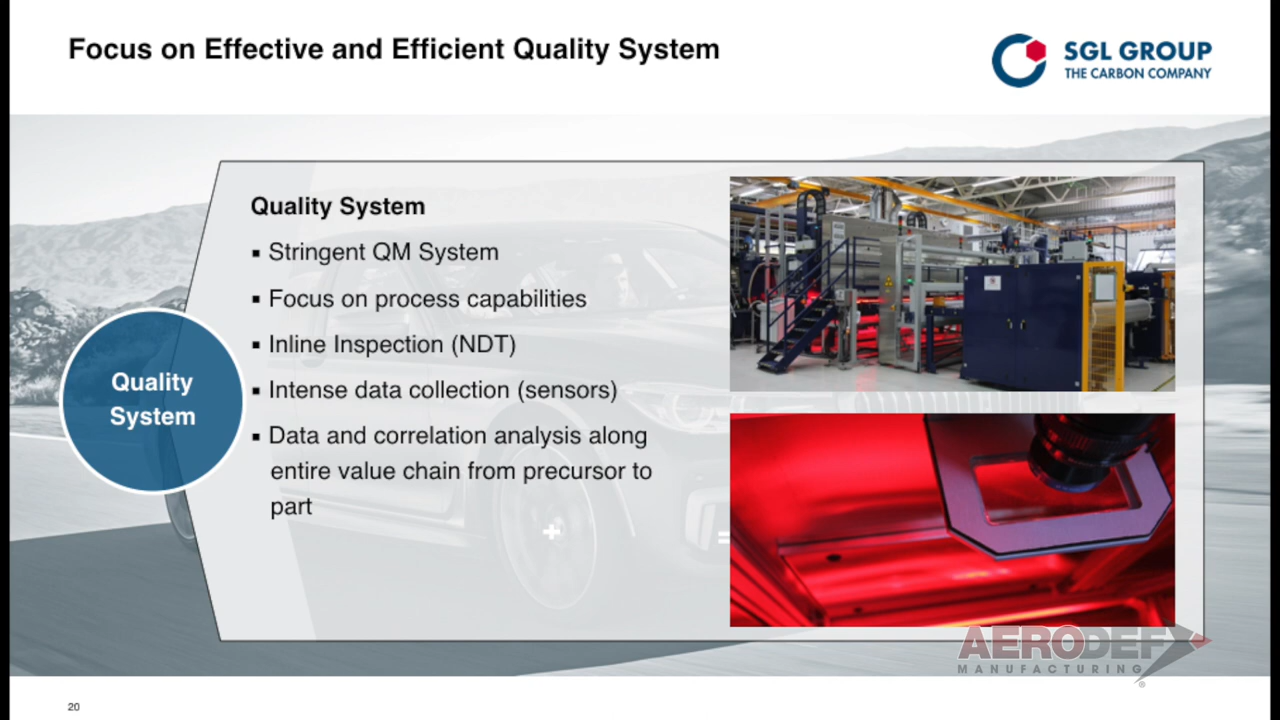 Focus on Effective and Efficient Quality System
SGL GROUP
THE CARBON COMPANY
Quality System
▪ Stringent QM System
▪ Focus on process capabilities
▪ Inline Inspection (NDT)
▪ Intense data collection (sensors)
▪ Data and correlation analysis along
entire value chain from precursor to
part
Quality
System
+
=
AERODEF
MANUFACTURING
®
20